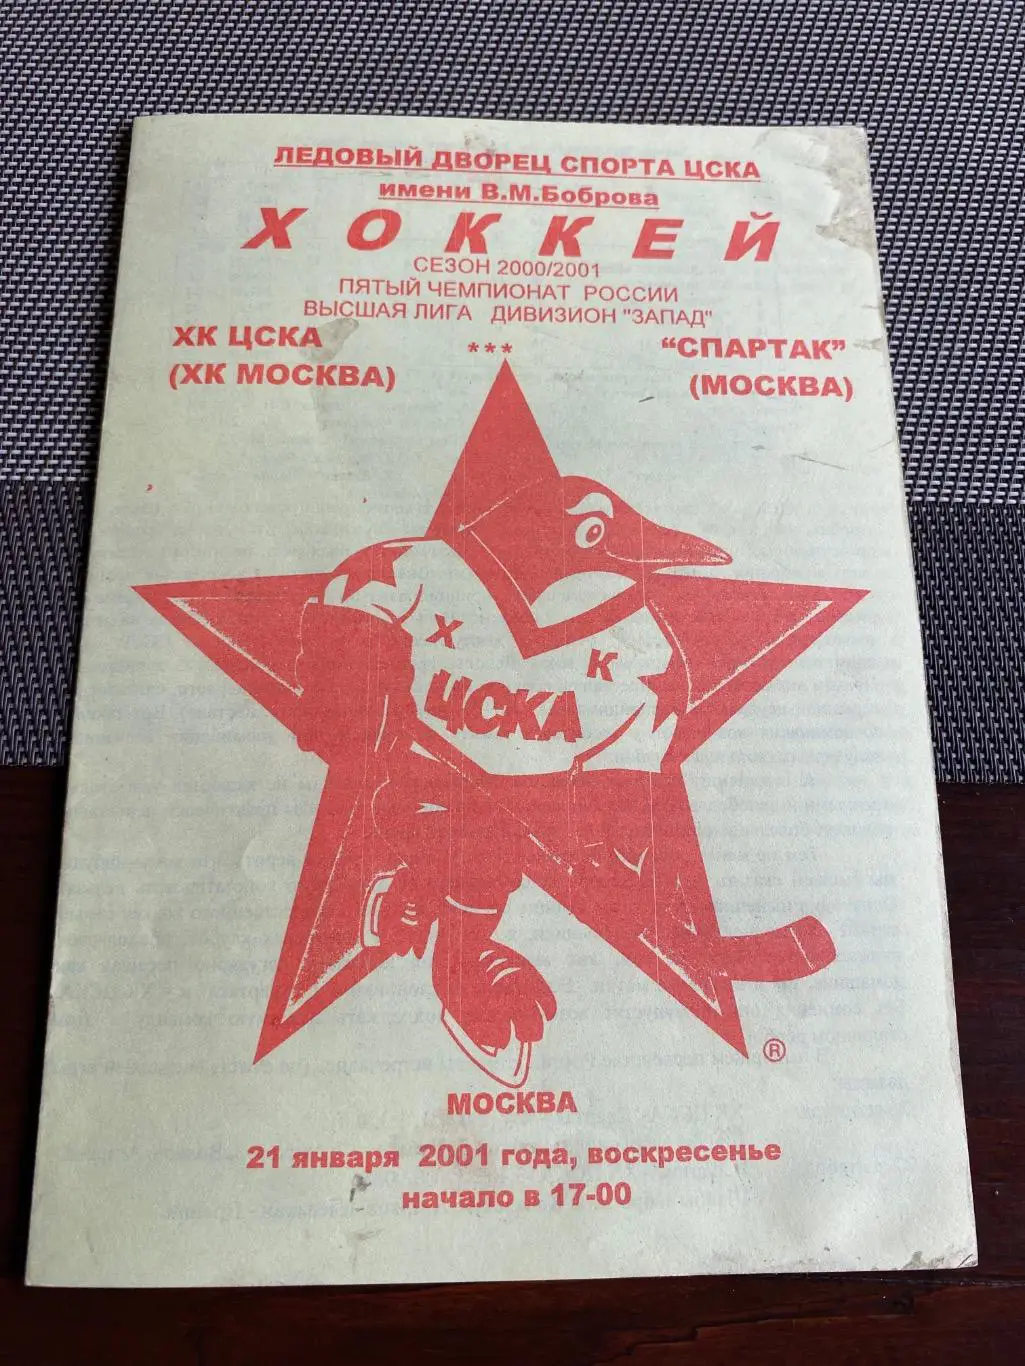 ЛЕДОВЫЙ ДВОРЕЦ СПОРТА ЦСКА
имени В.М.Боброва
ХОККЕЙ
СЕЗОН 2000/2001
ПЯТЫЙ ЧЕМПИОНАТ РОССИИ
ВЫСШАЯ ЛИГА ДИВИЗИОН "ЗАПАД"
ХК ЦСКА *** “СПАРТАК”
(ХК МОСКВА) (МОСКВА)
Х К
ЦСКА
®
МОСКВА
21 января 2001 года, воскресенье
начало в 17-00